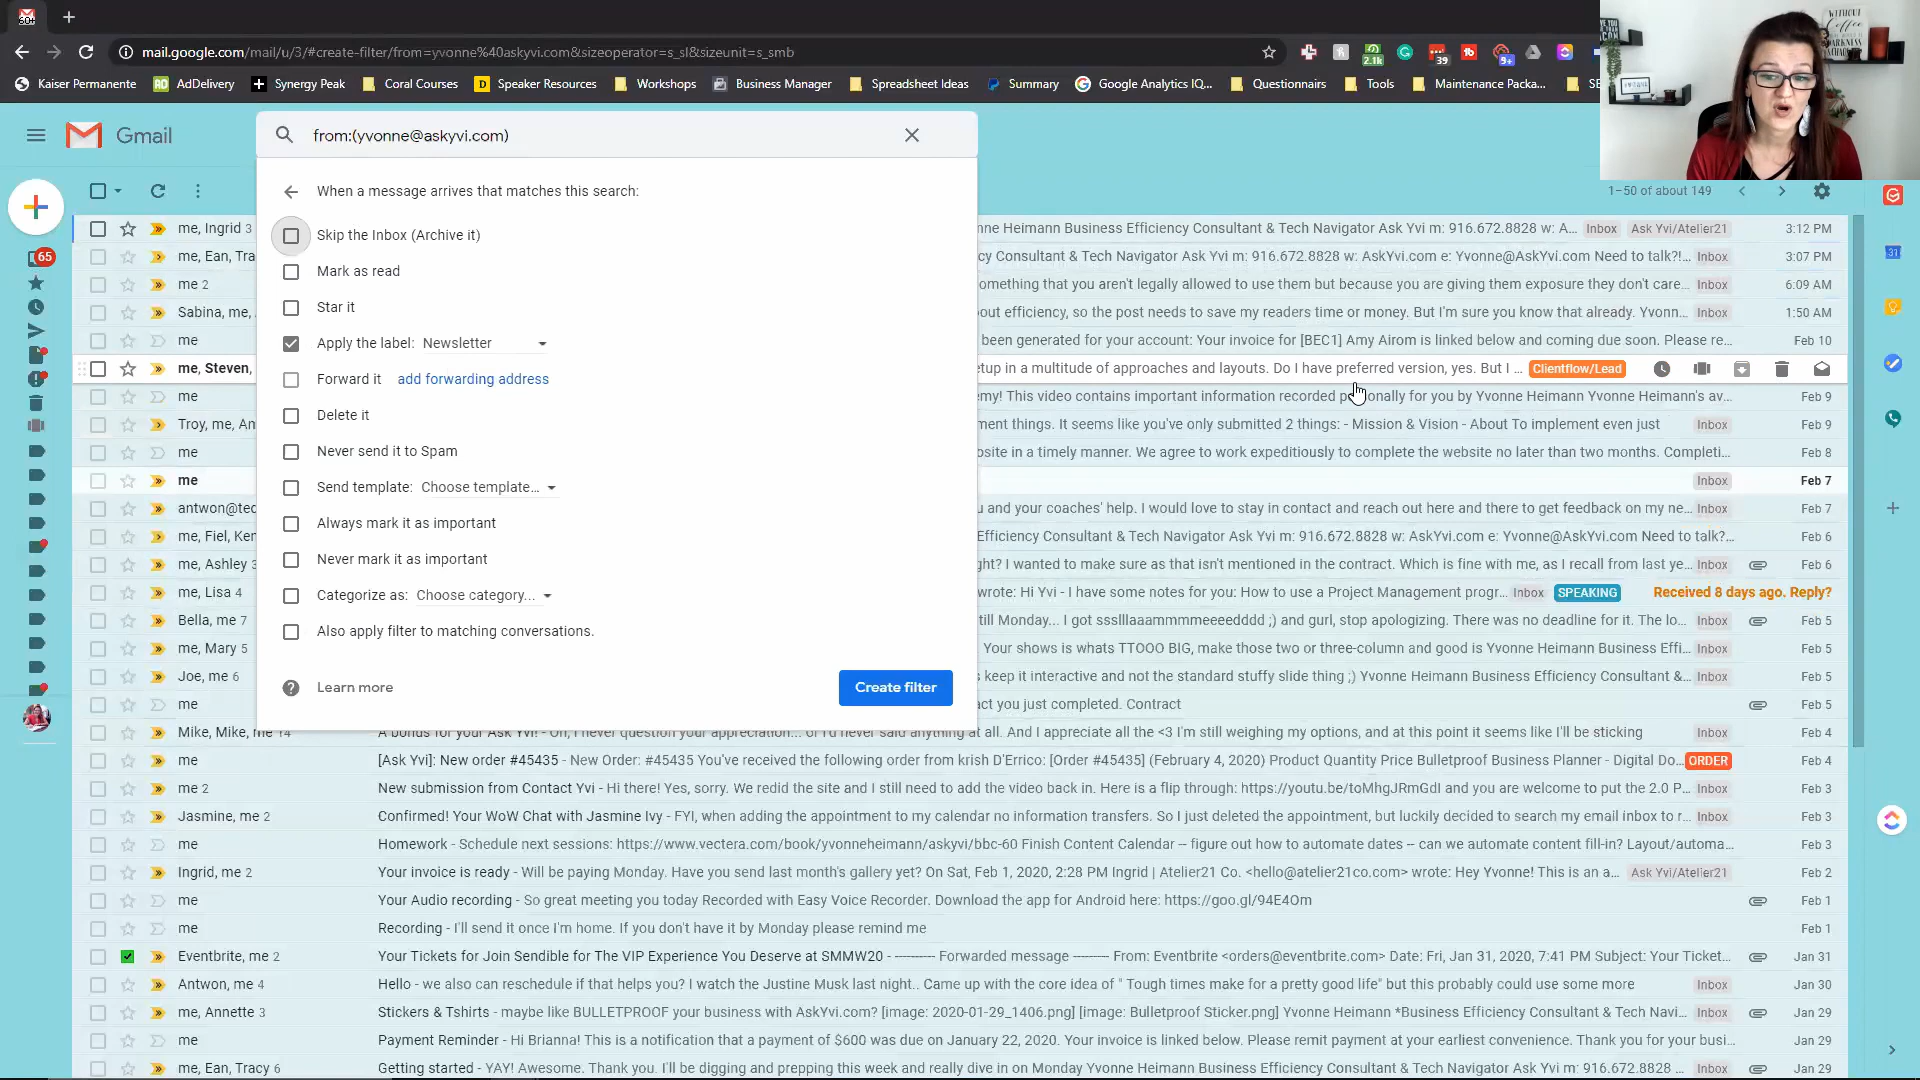 60+
mail.google.com/mail/u/3/#create-filter/from=yvonne%40askyvi.com&sizeoperator=s_sl&sizeunit=s_smb
2.1k
39
9+
Kaiser Permanente
AD AdDelivery
Synergy Peak
Coral Courses
D Speaker Resources
Workshops
Business Manager
Spreadsheet Ideas
Coral Summary
Google Analytics IQ...
Questionnaires
Tools
Maintenance Packa...
WITHOUT
Coffee
DARKNESS
Gmail
from:(yvonne@askyvi.com)
When a message arrives that matches this search:
1–50 of about 149
Skip the Inbox (Archive it)
Mark as read
Star it
Apply the label: Newsletter
Forward it add forwarding address
Delete it
Never send it to Spam
Send template: Choose template...
Always mark it as important
Never mark it as important
Categorize as: Choose category...
Also apply filter to matching conversations.
Learn more
Create filter
65
31
me, Ingrid 3 nne Heimann Business Efficiency Consultant & Tech Navigator Ask Yvi m: 916.672.8828 w: A... Inbox Ask Yvi/Atelier21 3:12 PM
me, Ean, Tra cy Consultant & Tech Navigator Ask Yvi m: 916.672.8828 w: AskYvi.com e: Yvonne@AskYvi.com Need to talk?!... Inbox 3:07 PM
me 2 omething that you aren't legally allowed to use them but because you are giving them exposure they don't care... Inbox 6:09 AM
Sabina, me, bout efficiency, so the post needs to save my readers time or money. But I'm sure you know that already. Yvonn... Inbox 1:50 AM
me been generated for your account: Your invoice for [BEC1] Amy Airom is linked below and coming due soon. Please re... Feb 10
me, Steven, etup in a multitude of approaches and layouts. Do I have preferred version, yes. But I ... Clientflow/Lead
me emy! This video contains important information recorded personally for you by Yvonne Heimann Yvonne Heimann's av... Feb 9
Troy, me, An ment things. It seems like you've only submitted 2 things: - Mission & Vision - About To implement even just Inbox Feb 9
me osite in a timely manner. We agree to work expeditiously to complete the website no later than two months. Completi... Feb 8
me Inbox Feb 7
antwon@tec u and your coaches' help. I would love to stay in contact and reach out here and there to get feedback on my ne... Inbox Feb 7
me, Fiel, Ken Efficiency Consultant & Tech Navigator Ask Yvi m: 916.672.8828 w: AskYvi.com e: Yvonne@AskYvi.com Need to talk?... Inbox Feb 6
me, Ashley 3 ght? I wanted to make sure as that isn't mentioned in the contract. Which is fine with me, as I recall from last ye... Inbox Feb 6
me, Lisa 4 wrote: Hi Yvi - I have some notes for you: How to use a Project Management progr... Inbox SPEAKING Received 8 days ago. Reply?
Bella, me 7 till Monday... I got ssslllaaammmmeeeedddd ;) and gurl, stop apologizing. There was no deadline for it. The lo... Inbox Feb 5
me, Mary 5 Your shows is whats TTOOO BIG, make those two or three-column and good is Yvonne Heimann Business Effi... Inbox Feb 5
Joe, me 6 s keep it interactive and not the standard stuffy slide thing ;) Yvonne Heimann Business Efficiency Consultant &... Inbox Feb 5
me act you just completed. Contract Feb 5
Mike, Mike, me 14 A bonus for your Ask Yvi! - Oh, I never question your appreciation... or I'd never said anything at all. And I appreciate all the <3 I'm still weighing my options, and at this point it seems like I'll be sticking Inbox Feb 4
me [Ask Yvi]: New order #45435 - New Order: #45435 You've received the following order from krish D'Errico: [Order #45435] (February 4, 2020) Product Quantity Price Bulletproof Business Planner - Digital Do... ORDER Feb 4
me 2 New submission from Contact Yvi - Hi there! Yes, sorry. We redid the site and I still need to add the video back in. Here is a flip through: https://youtu.be/toMhgJRmGdI and you are welcome to put the 2.0 P... Inbox Feb 3
Jasmine, me 2 Confirmed! Your WoW Chat with Jasmine Ivy - FYI, when adding the appointment to my calendar no information transfers. So I just deleted the appointment, but luckily decided to search my email inbox to r... Inbox Feb 3
me Homework - Schedule next sessions: https://www.vectera.com/book/yvonneheimann/askyvi/bbc-60 Finish Content Calendar -- figure out how to automate dates -- can we automate content fill-in? Layout/automa... Feb 3
Ingrid, me 2 Your invoice is ready - Will be paying Monday. Have you send last month's gallery yet? On Sat, Feb 1, 2020, 2:28 PM Ingrid | Atelier21 Co. <hello@atelier21co.com> wrote: Hey Yvonne! This is an a... Ask Yvi/Atelier21 Feb 2
me Your Audio recording - So great meeting you today Recorded with Easy Voice Recorder. Download the app for Android here: https://goo.gl/94E4Om Feb 1
me Recording - I'll send it once I'm home. If you don't have it by Monday please remind me Feb 1
Eventbrite, me 2 Your Tickets for Join Sendible for The VIP Experience You Deserve at SMMW20 - ---------- Forwarded message --------- From: Eventbrite <orders@eventbrite.com> Date: Fri, Jan 31, 2020, 7:41 PM Subject: Your Ticket... Jan 31
Antwon, me 4 Hello - we also can reschedule if that helps you? I watch the Justine Musk last night.. Came up with the core idea of " Tough times make for a pretty good life" but this probably could use some more Inbox Jan 30
me, Annette 3 Stickers & Tshirts - maybe like BULLETPROOF your business with AskYvi.com? [image: 2020-01-29_1406.png] [image: Bulletproof Sticker.png] Yvonne Heimann *Business Efficiency Consultant & Tech Navi... Inbox Jan 29
me Payment Reminder - Hi Brianna! This is a notification that a payment of $600 was due on January 22, 2020. Your invoice is linked below. Please remit payment at your earliest convenience. Thank you for your busi... Jan 29
me, Ean, Tracy 6 Getting started - YAY! Awesome. Thank you. I'll be digging and prepping this week and really dive in on Monday Yvonne Heimann Business Efficiency Consultant & Tech Navigator Ask Yvi m: 916.672.8828 w... Inbox Jan 29